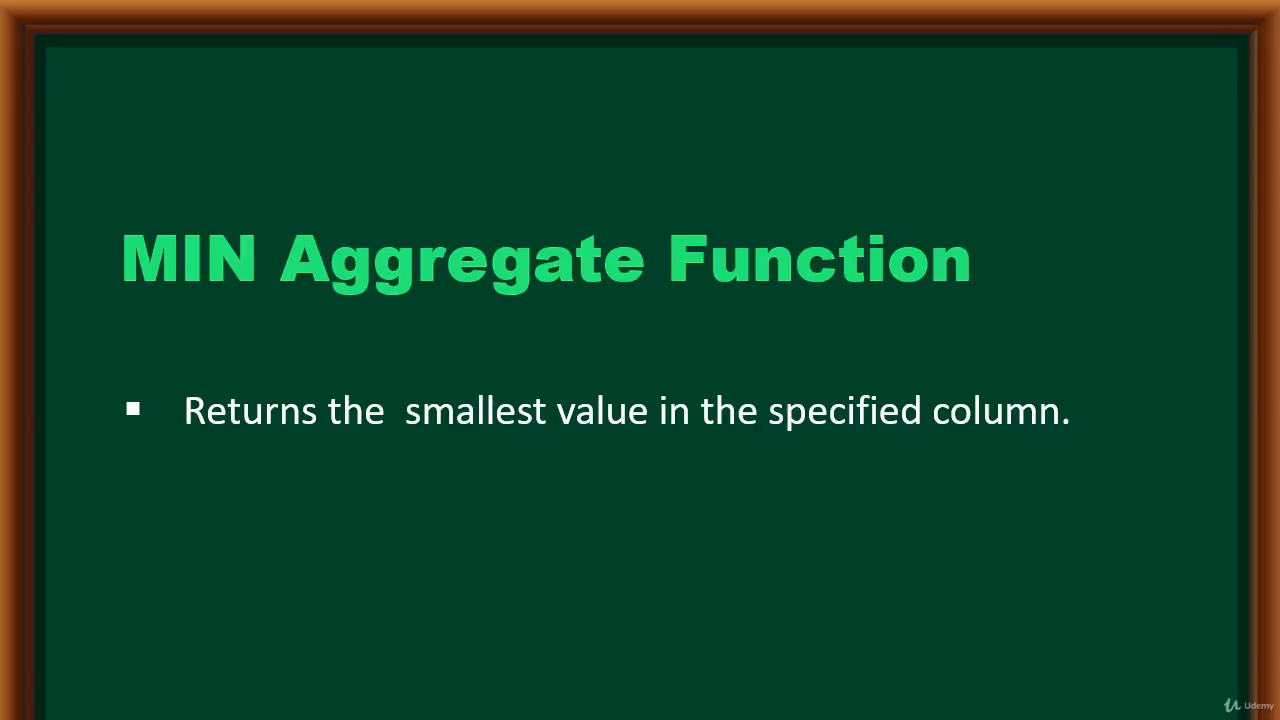 MIN Aggregate Function
▪ Returns the  smallest value in the specified column.
Udemy